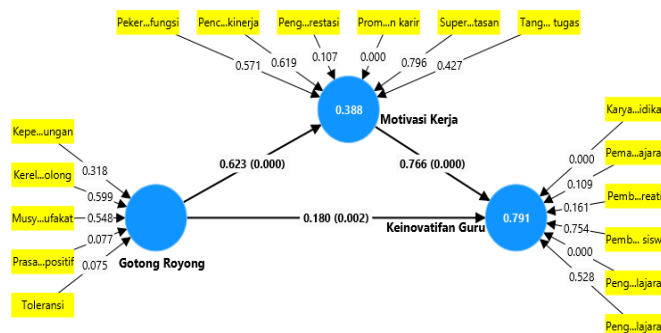 Peker...fungsi
Penc...kinerja
Peng...restasi
Prom...n karir
Super...tasan
Tang... tugas
0.571
0.619
0.107
0.000
0.796
0.427
0.388
Motivasi Kerja
Kepe...ungan
Kerel...olong
Musy...ufakat
Prasa...positif
Toleransi
0.318
0.599
0.548
0.077
0.075
Gotong Royong
0.623 (0.000)
0.766 (0.000)
0.180 (0.002)
0.791
Keinovatifan Guru
Karya...idika
Pema...ajara
Pemb...reati
Pemb... sisw
Peng...lajara
Peng...lajara
0.000
0.109
0.161
0.754
0.000
0.528